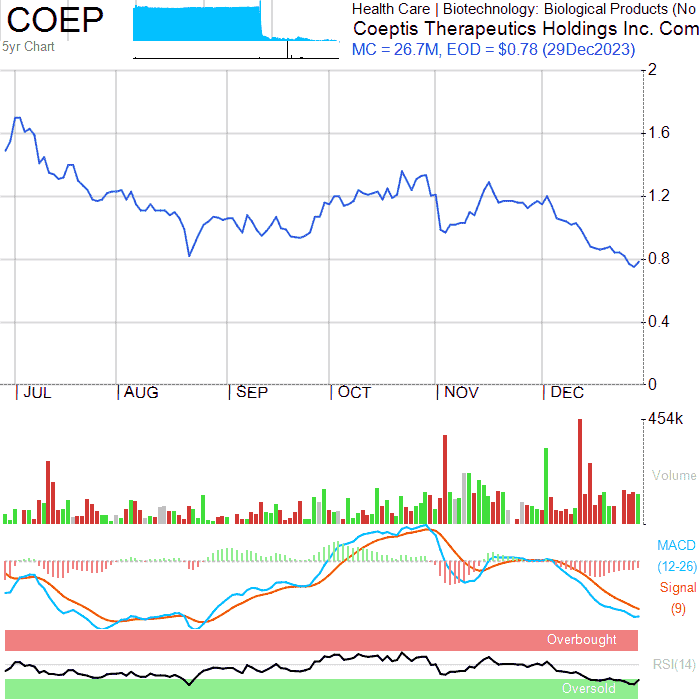 COEP
5yr Chart
Health Care | Biotechnology: Biological Products (No
Coeptis Therapeutics Holdings Inc. Com
MC = 26.7M, EOD = $0.78 (29Dec2023)
2
1.6
1.2
0.8
0.4
0
JUL AUG SEP OCT NOV DEC
454k
Volume
MACD
(12-26)
Signal
(9)
Overbought
RSI(14)
Oversold